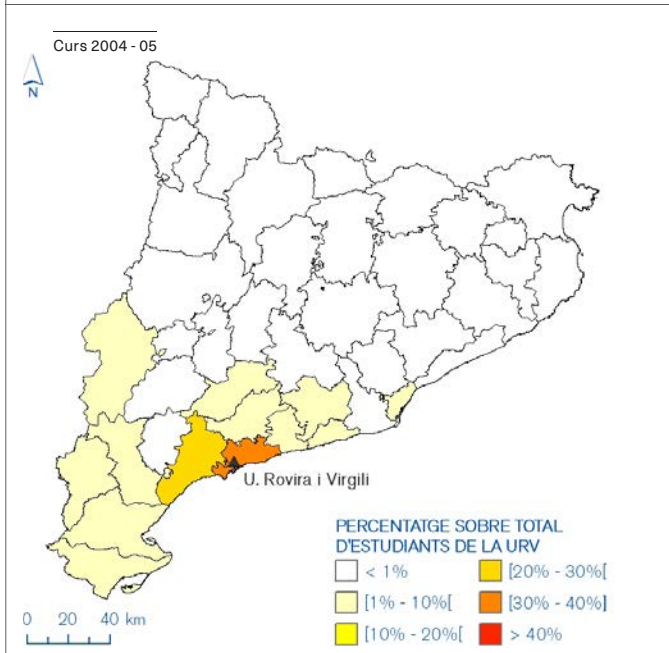 Curs 2004 - 05
N
U. Rovira i Virgili
PERCENTATGE SOBRE TOTAL
D'ESTUDIANTS DE LA URV
< 1%
[20% - 30%[
[1% - 10%[
[30% - 40%]
[10% - 20%[
> 40%
0 20 40 km